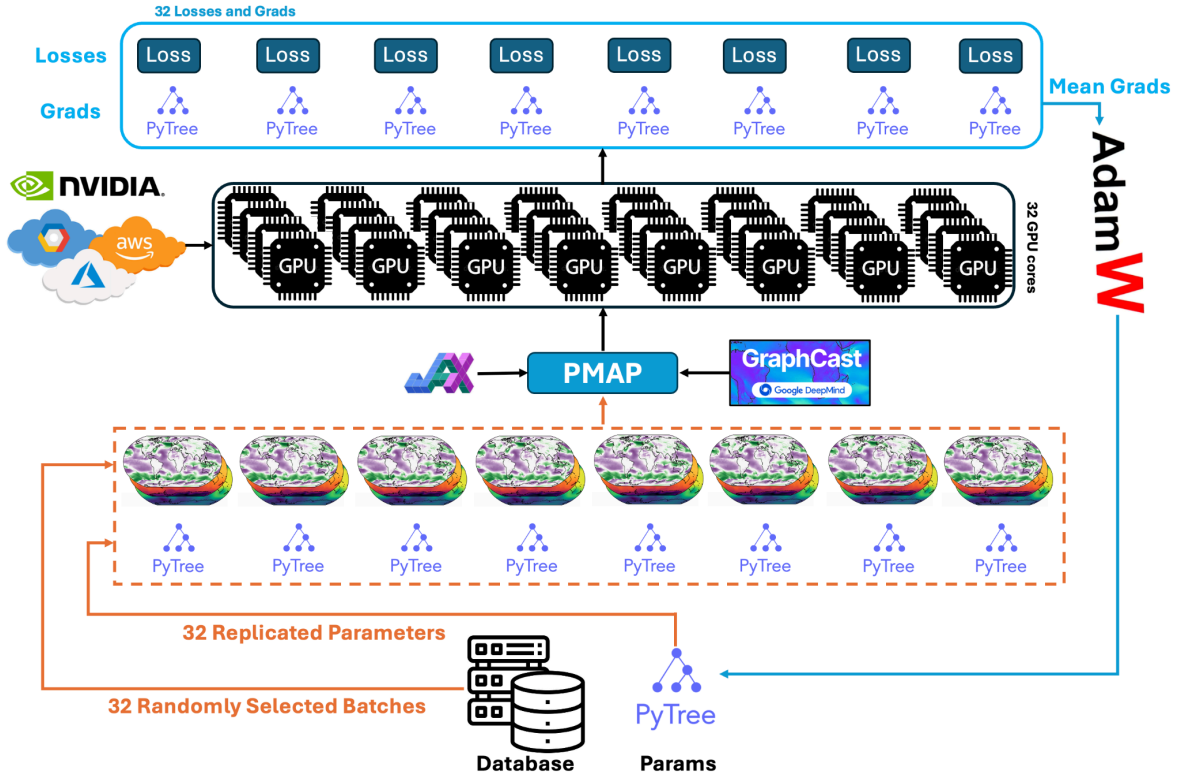 32 Losses and Grads
Losses
Loss Loss Loss Loss Loss Loss Loss Loss
Mean Grads
Grads
PyTree PyTree PyTree PyTree PyTree PyTree PyTree PyTree
AdamW
NVIDIA.
aws
GPU GPU GPU GPU GPU GPU GPU GPU
32 GPU cores
JAX
PMAP
GraphCast
Google DeepMind
PyTree PyTree PyTree PyTree PyTree PyTree PyTree PyTree
32 Replicated Parameters
32 Randomly Selected Batches
PyTree
Database
Params